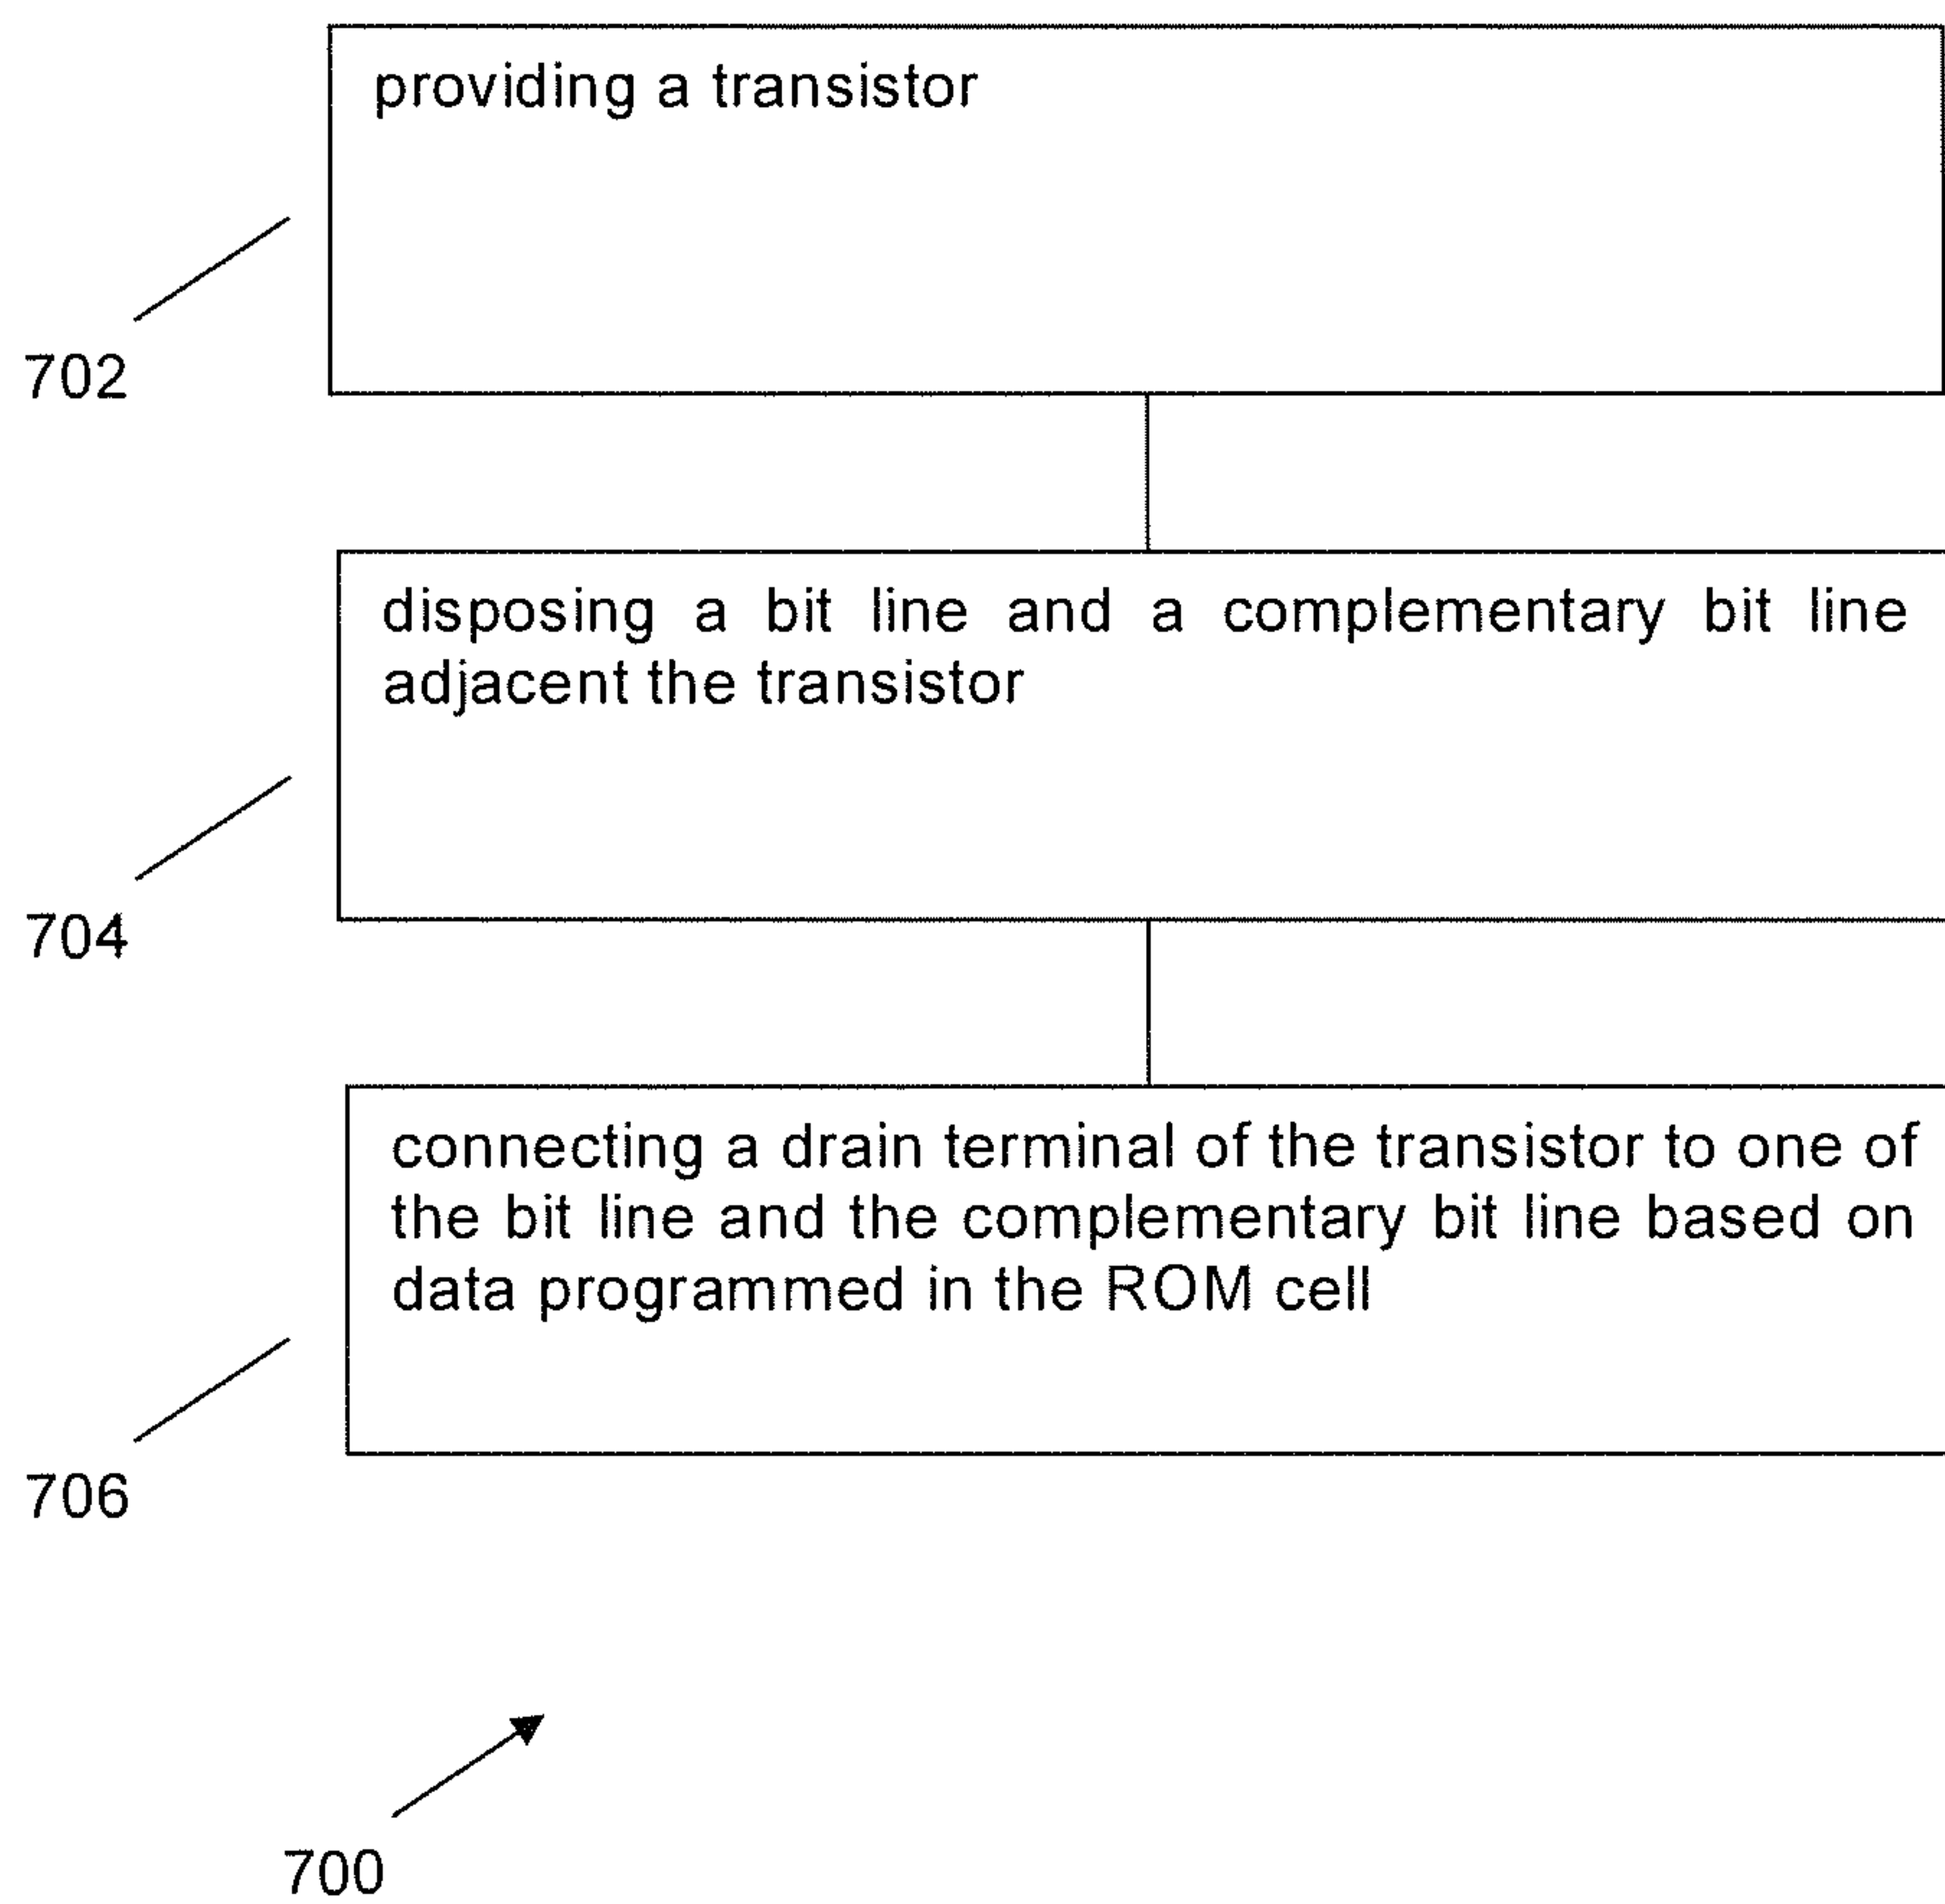 providing a transistor
702
disposing a bit line and a complementary bit line
adjacent the transistor
704
connecting a drain terminal of the transistor to one of
the bit line and the complementary bit line based on
data programmed in the ROM cell
706
700